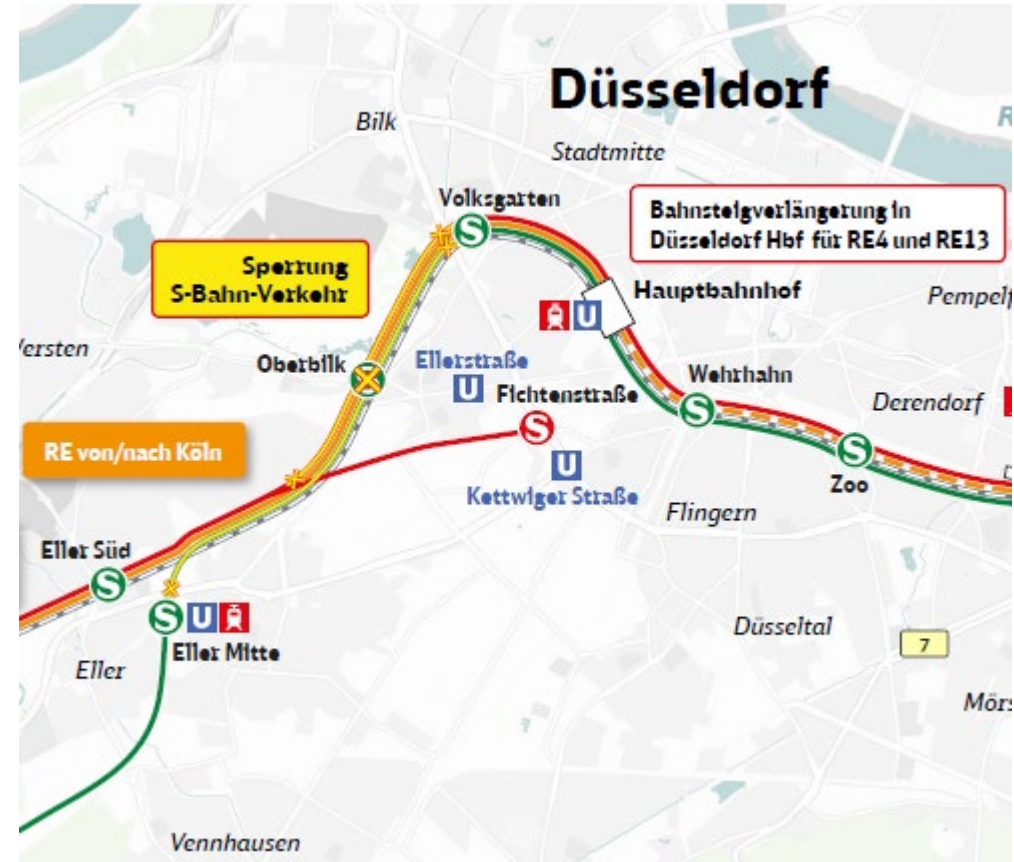 Düsseldorf
Bilk
Stadtmitte
Volksgarten
Bahnsteigverlängerung in
Düsseldorf Hbf für RE4 und RE13
Sperrung
S-Bahn-Verkehr
Hauptbahnhof
U
S
Oberbilk
Ellerstraße
U
Fichtenstraße
S
Wehrhahn
S
Derendorf
RE von/nach Köln
U
Kettwiger Straße
S
Zoo
Flingern
Eller Süd
S
S U
Eller Mitte
Eller
Düsseltal
7
Vennhausen